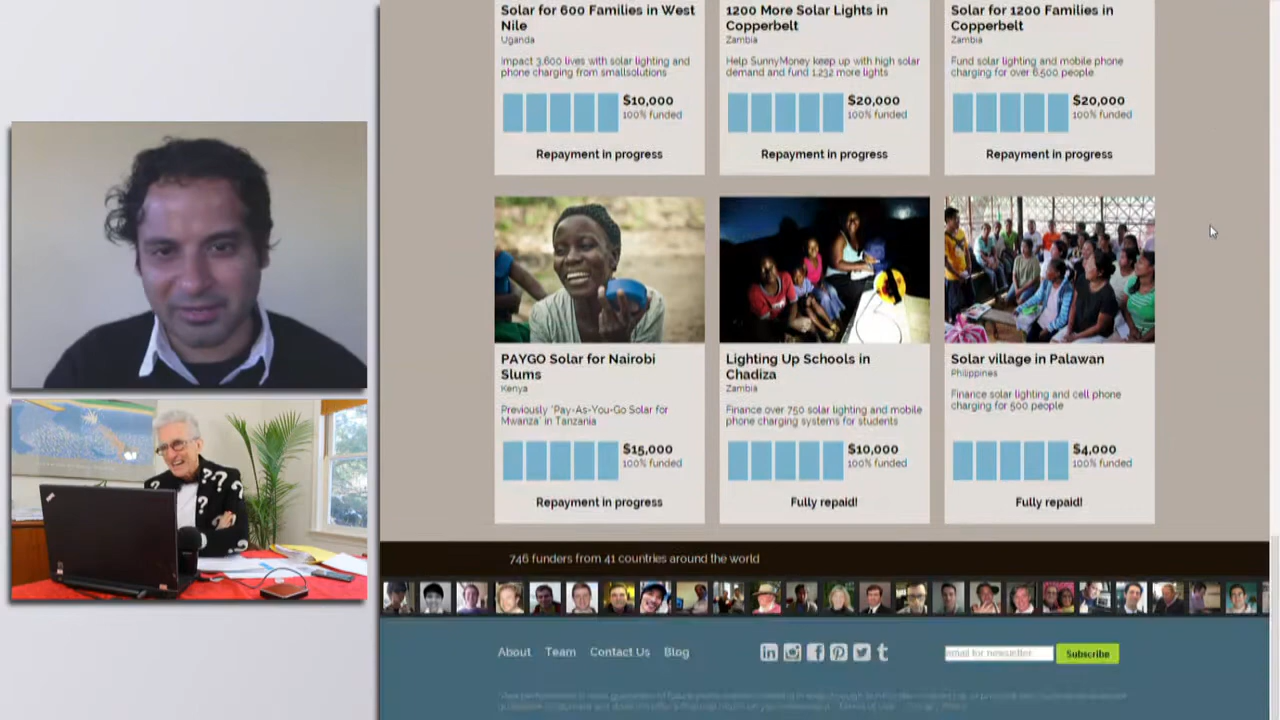 Solar for 600 Families in West
Nile
Uganda
Impact 3,600 lives with solar lighting and
phone charging from smallsolutions
$10,000
100% funded
Repayment in progress
1200 More Solar Lights in
Copperbelt
Zambia
Help SunnyMoney keep up with high solar
demand and fund 1,232 more lights
$20,000
100% funded
Repayment in progress
Solar for 1200 Families in
Copperbelt
Zambia
Fund solar lighting and mobile phone
charging for over 6,500 people
$20,000
100% funded
Repayment in progress
PAYGO Solar for Nairobi
Slums
Kenya
Previously "Pay-As-You-Go Solar for
Mwanza" in Tanzania
$15,000
100% funded
Repayment in progress
Lighting Up Schools in
Chadiza
Zambia
Finance over 750 solar lighting and mobile
phone charging systems for students
$10,000
100% funded
Fully repaid!
Solar village in Palawan
Philippines
Finance solar lighting and cell phone
charging for 500 people
$4,000
100% funded
Fully repaid!
746 funders from 41 countries around the world
About Team Contact Us Blog
email for newsletter
Subscribe